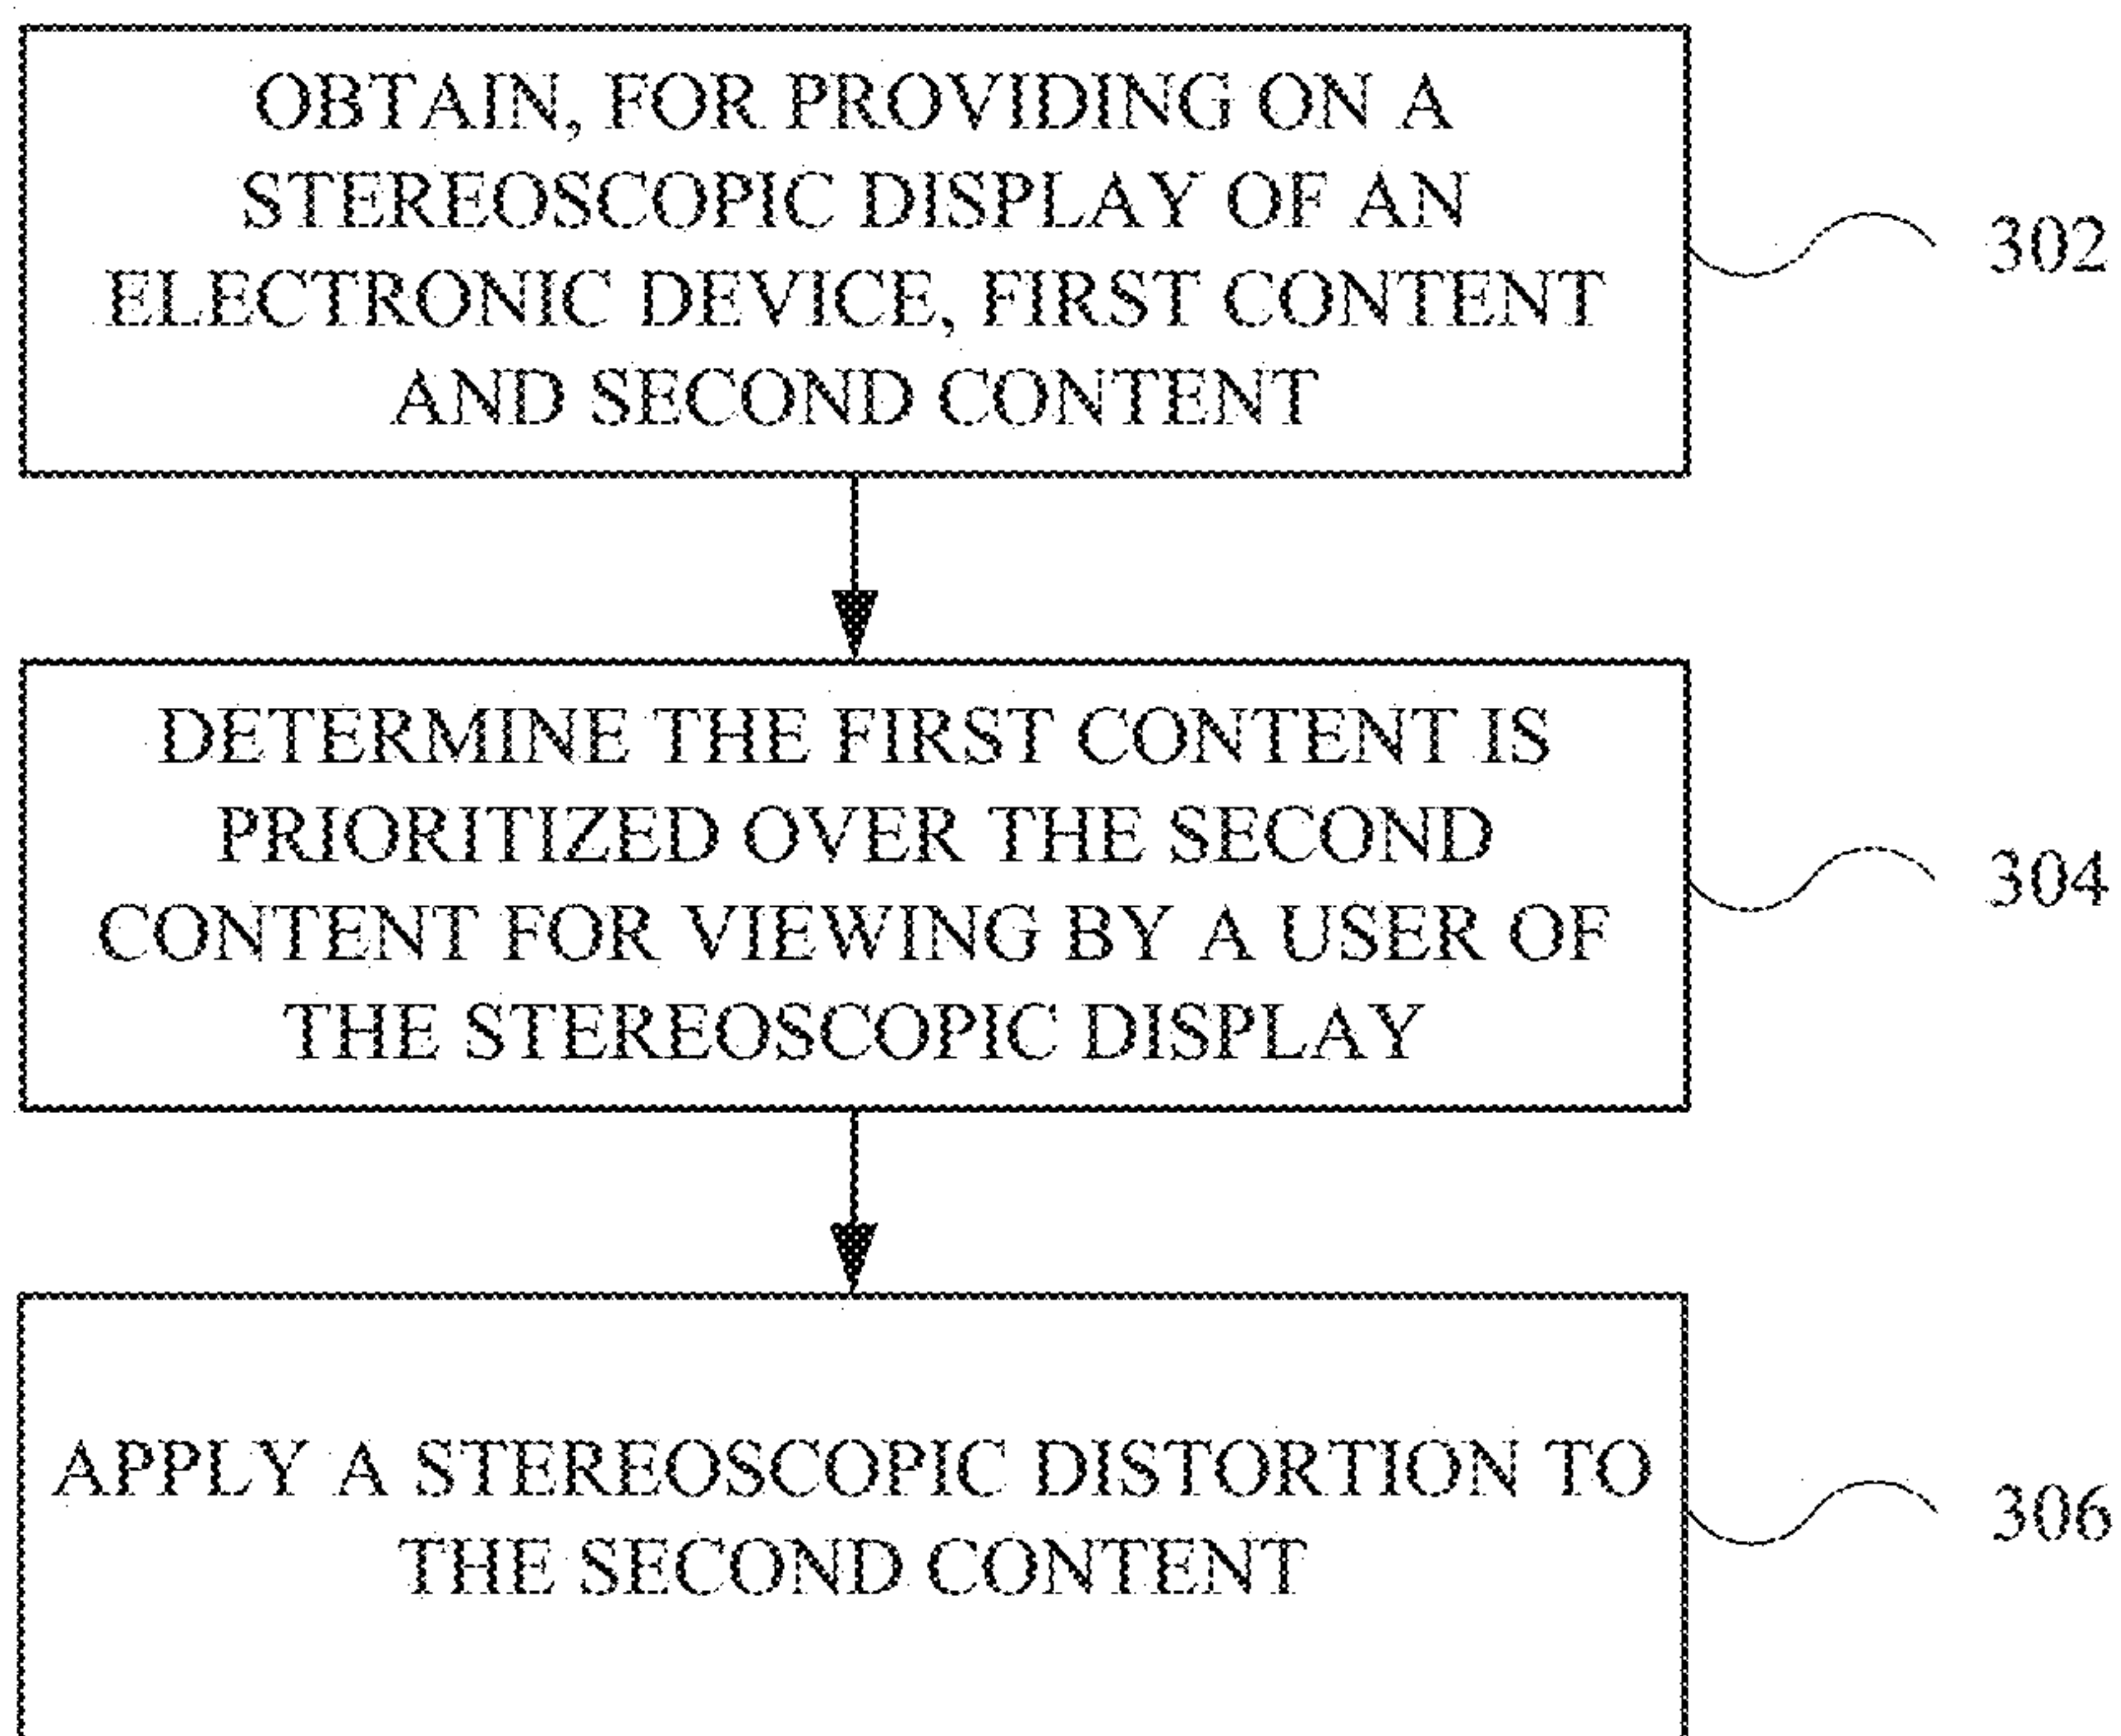 OBTAIN, FOR PROVIDING ON A
STEREOSCOPIC DISPLAY OF AN
ELECTRONIC DEVICE, FIRST CONTENT
AND SECOND CONTENT
302
DETERMINE THE FIRST CONTENT IS
PRIORITIZED OVER THE SECOND
CONTENT FOR VIEWING BY A USER OF
THE STEREOSCOPIC DISPLAY
304
APPLY A STEREOSCOPIC DISTORTION TO
THE SECOND CONTENT
306